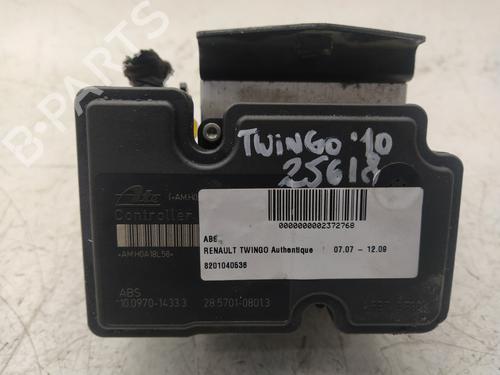 B-PARTS
TWINGO '10
25618
Ate
Controller
*AMH0A18L56*
0000000002372768
ABS
RENAULT TWINGO Authentique 07.07 - 12.09
8201040536
ABS
10.0970-1433.3
28.5701-0801.3